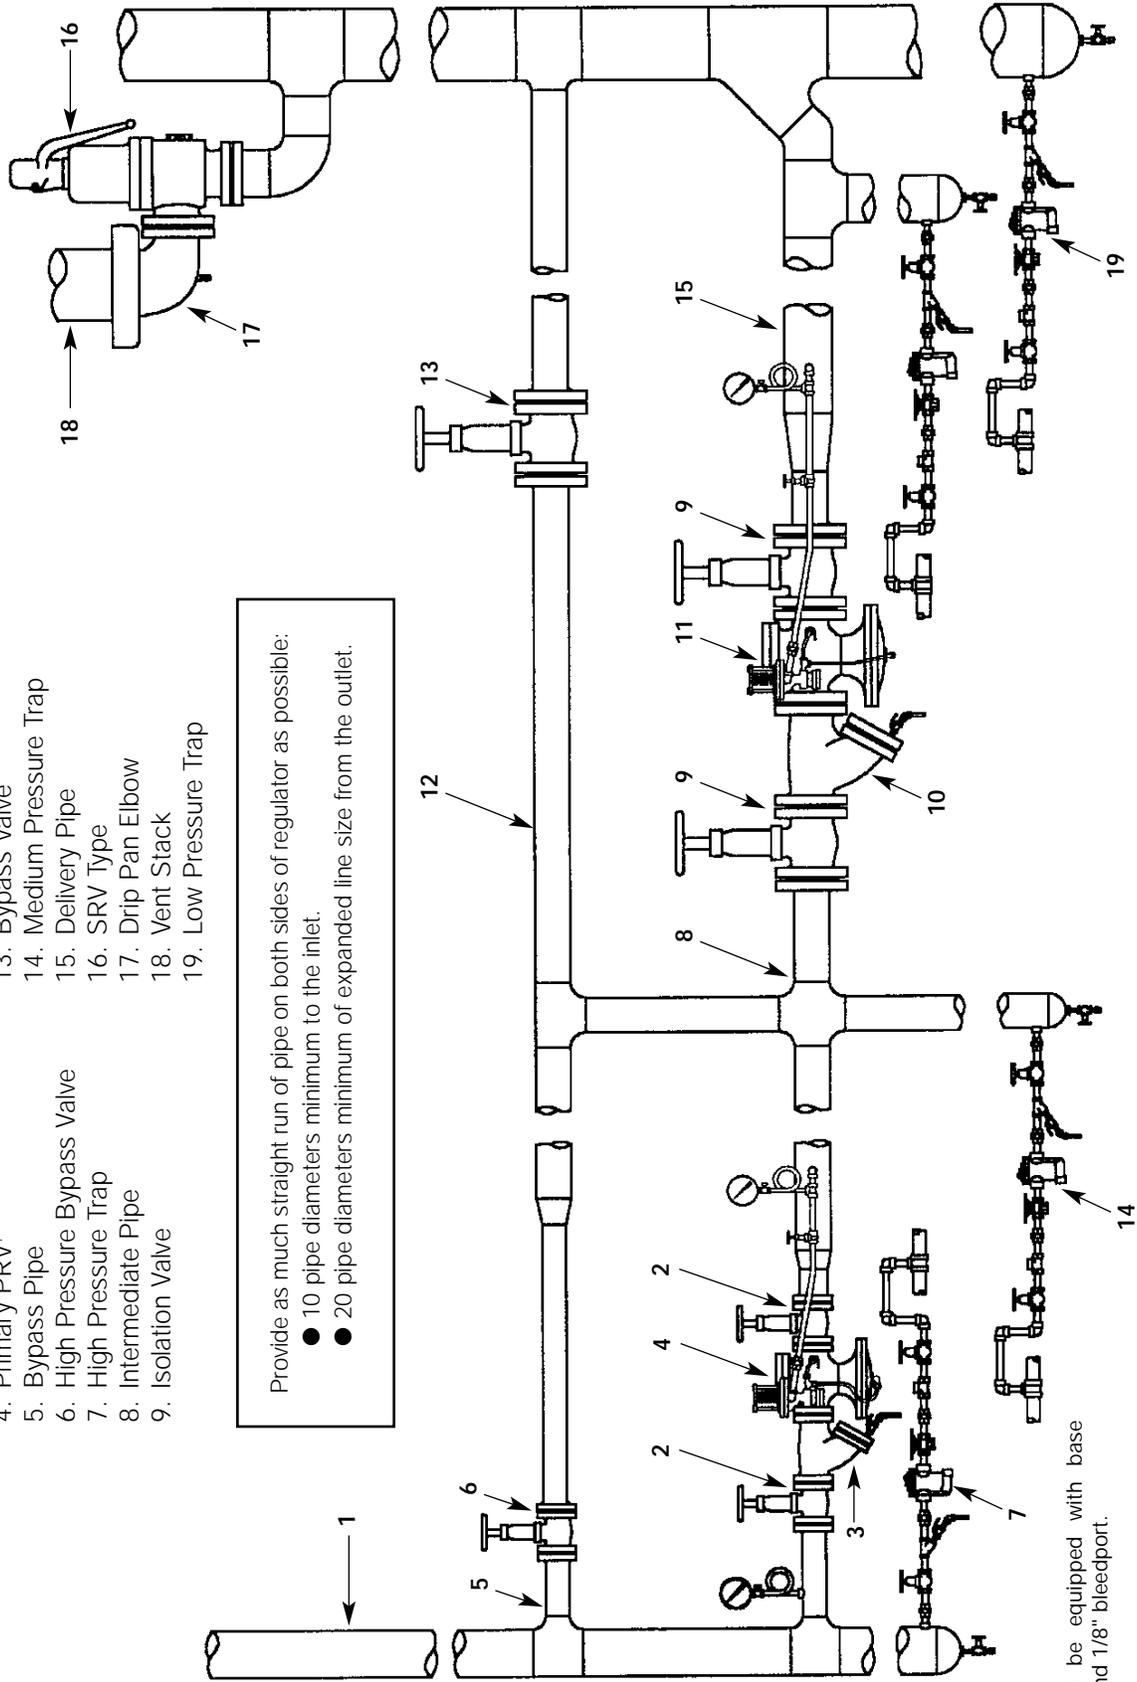 4. Primary PRV
5. Bypass Pipe
6. High Pressure Bypass Valve
7. High Pressure Trap
8. Intermediate Pipe
9. Isolation Valve
13. Bypass Valve
14. Medium Pressure Trap
15. Delivery Pipe
16. SRV Type
17. Drip Pan Elbow
18. Vent Stack
19. Low Pressure Trap
Provide as much straight run of pipe on both sides of regulator as possible:
● 10 pipe diameters minimum to the inlet.
● 20 pipe diameters minimum of expanded line size from the outlet.
1
5
6
12
13
18
17
16
2
3
4
2
8
9
10
11
9
15
7
14
19
be equipped with base
nd 1/8" bleedport.